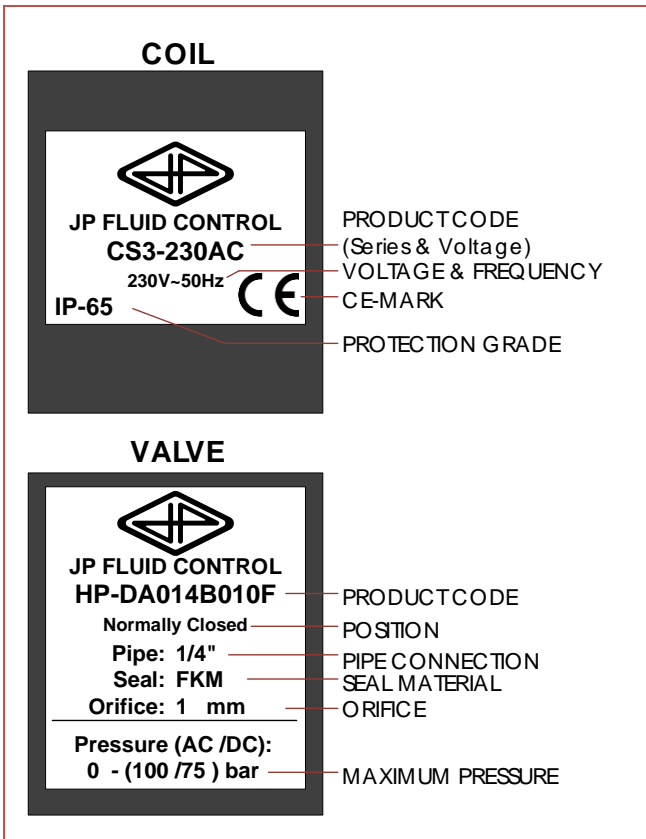 COIL
JP
JP FLUID CONTROL
CS3-230AC
230V~50Hz
CE
IP-65
PRODUCT CODE
(Series & Voltage)
VOLTAGE & FREQUENCY
CE-MARK
PROTECTION GRADE
VALVE
JP
JP FLUID CONTROL
HP-DA014B010F
Normally Closed
Pipe: 1/4"
Seal: FKM
Orifice: 1 mm
Pressure (AC /DC):
0 - (100 /75 ) bar
PRODUCT CODE
POSITION
PIPE CONNECTION
SEAL MATERIAL
ORIFICE
MAXIMUM PRESSURE